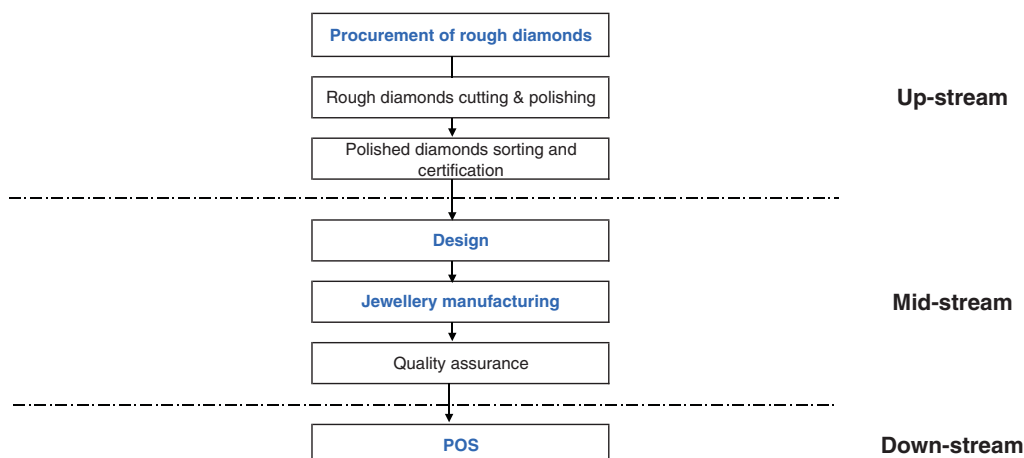 Procurement of rough diamonds
Rough diamonds cutting & polishing
Up-stream
Polished diamonds sorting and
certification
Design
Jewellery manufacturing
Mid-stream
Quality assurance
POS
Down-stream